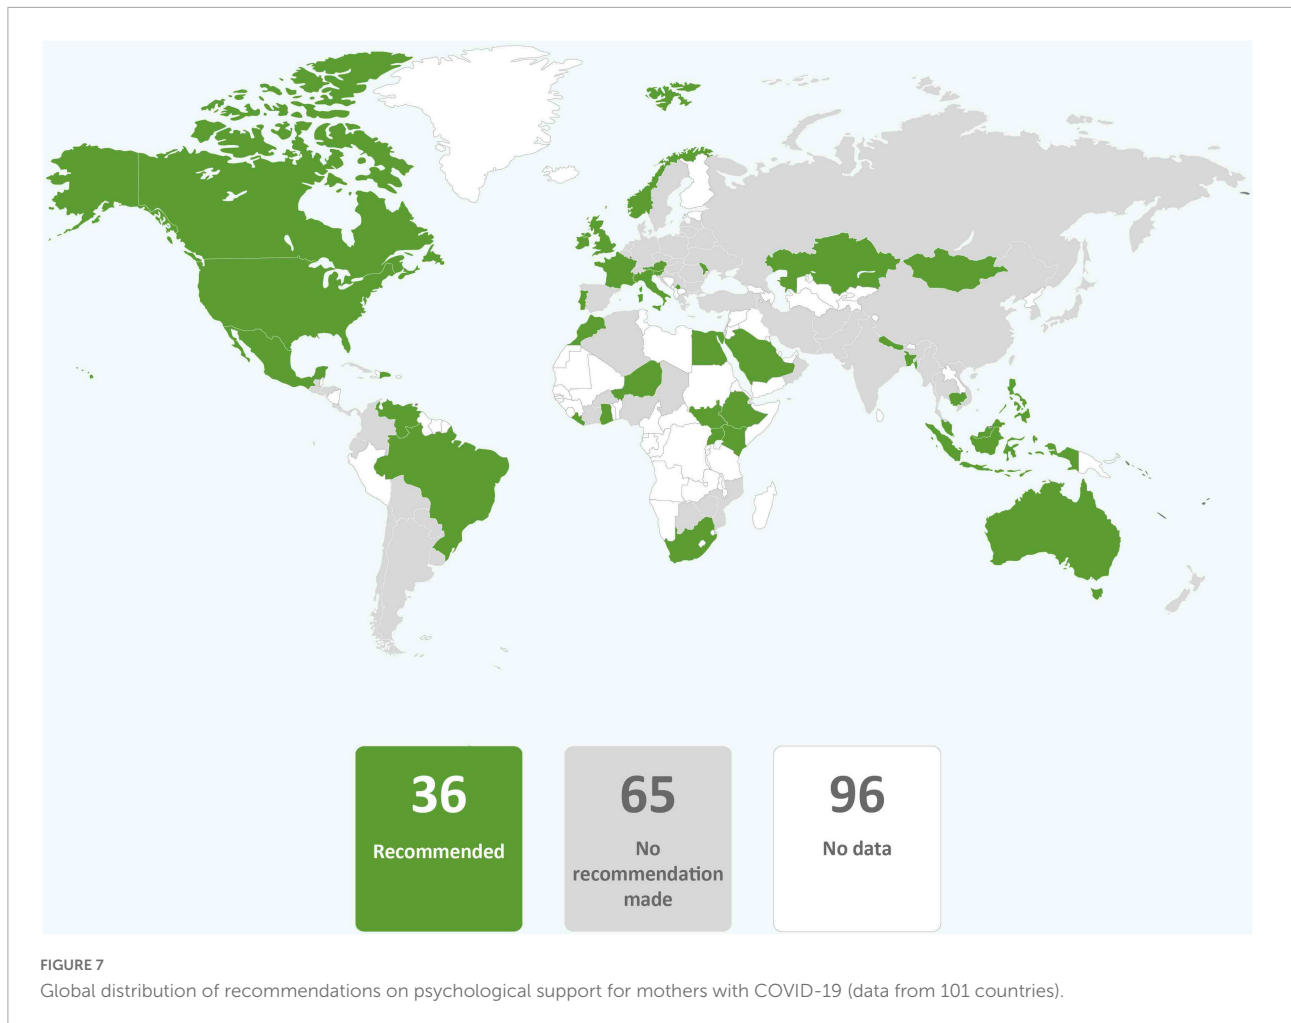 36
Recommended
65
No
recommendation
made
96
No data
FIGURE 7
Global distribution of recommendations on psychological support for mothers with COVID-19 (data from 101 countries).